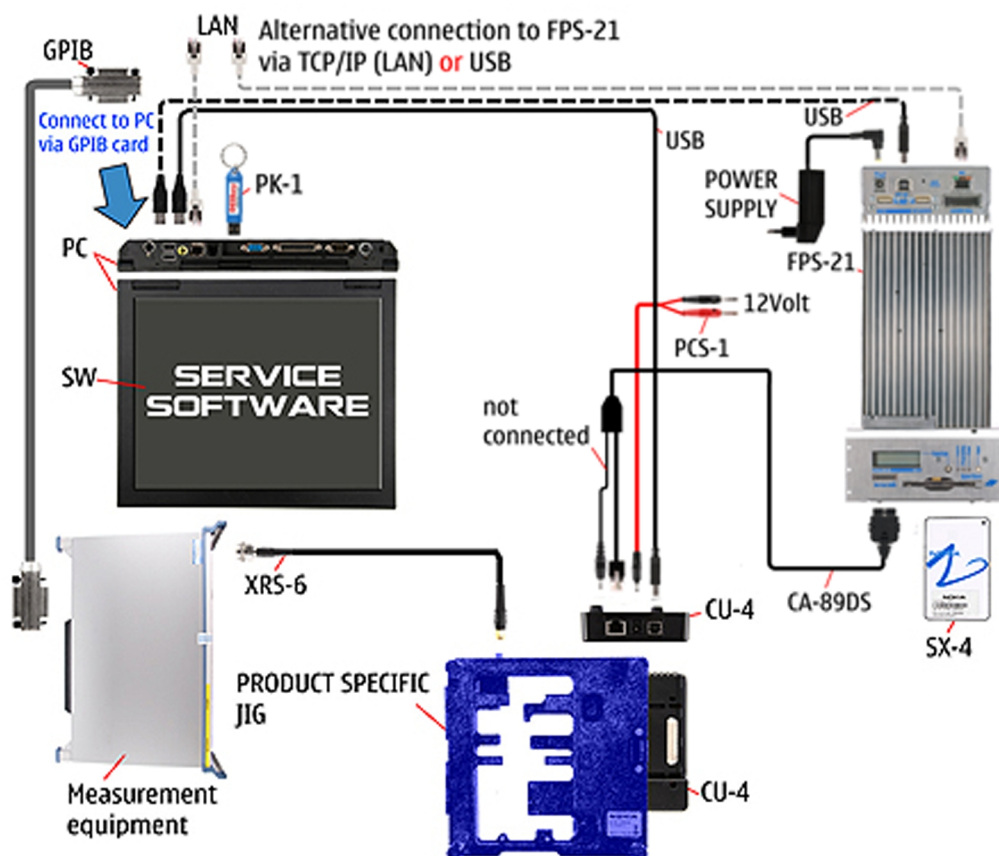 LAN
Alternative connection to FPS-21
via TCP/IP (LAN) or USB
GPIB
Connect to PC
via GPIB card
USB
USB
PK-1
POWER
SUPPLY
PC
FPS-21
12Volt
PCS-1
SW
SERVICE
SOFTWARE
not
connected
XRS-6
CU-4
CA-89DS
SX-4
PRODUCT SPECIFIC
JIG
CU-4
Measurement
equipment